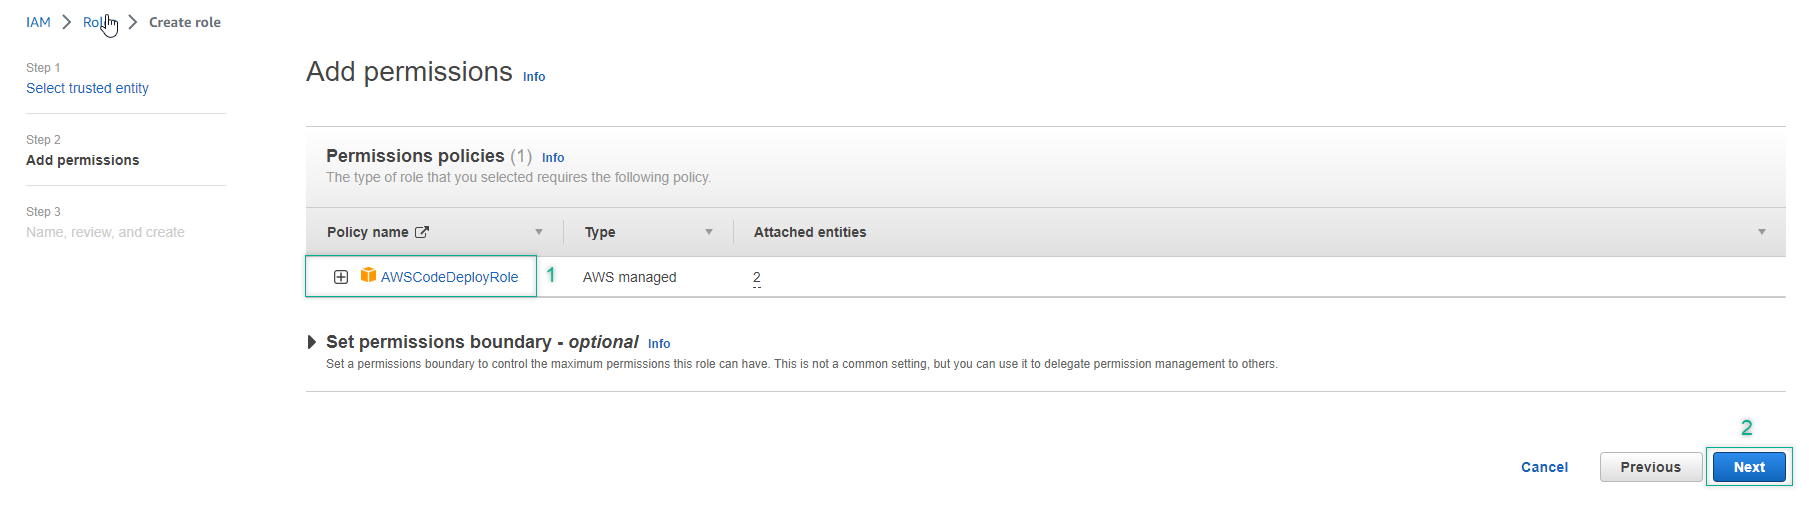 IAM > Roles > Create role
Step 1
Select trusted entity
Step 2
Add permissions
Step 3
Name, review, and create
Add permissions Info
Permissions policies (1) Info
The type of role that you selected requires the following policy.
Policy name Type Attached entities
AWSCodeDeployRole 1 AWS managed 2
Set permissions boundary - optional Info
Set a permissions boundary to control the maximum permissions this role can have. This is not a common setting, but you can use it to delegate permission management to others.
2
Cancel Previous Next